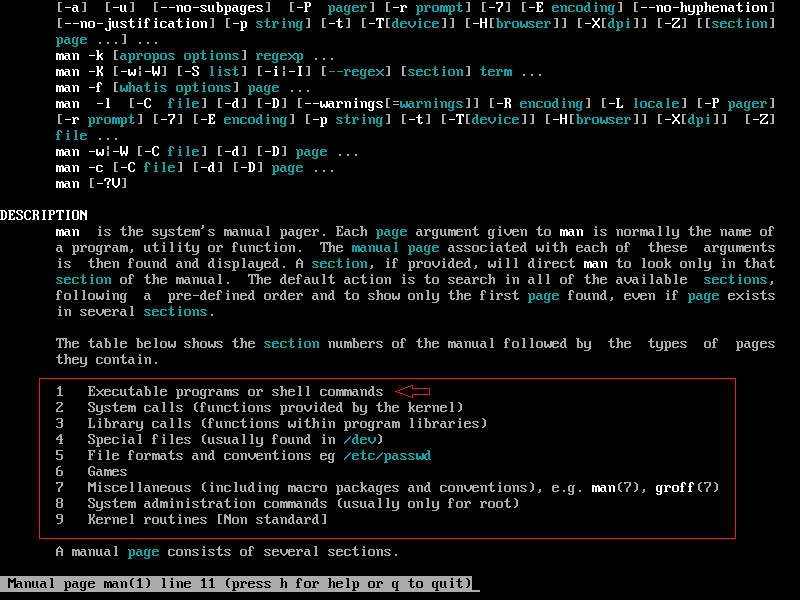 [-a] [-u] [--no-subpages] [-P pager] [-r prompt] [-7] [-E encoding] [--no-hyphenation]
[--no-justification] [-p string] [-t] [-T[device]] [-H[browser]] [-X[dpi]] [-Z] [[section]
page ...] ...
man -k [apropos options] regexp ...
man -K [-w|-W] [-S list] [-i|-I] [--regex] [section] term ...
man -f [whatis options] page ...
man -l [-C file] [-d] [-D] [--warnings[=warnings]] [-R encoding] [-L locale] [-P pager]
[-r prompt] [-7] [-E encoding] [-p string] [-t] [-T[device]] [-H[browser]] [-X[dpi]] [-Z]
file ...
man -w|-W [-C file] [-d] [-D] page ...
man -c [-C file] [-d] [-D] page ...
man [-?V]
DESCRIPTION
man is the system's manual pager. Each page argument given to man is normally the name of
a program, utility or function. The manual page associated with each of these arguments
is then found and displayed. A section, if provided, will direct man to look only in that
section of the manual. The default action is to search in all of the available sections,
following a pre-defined order and to show only the first page found, even if page exists
in several sections.
The table below shows the section numbers of the manual followed by the types of pages
they contain.
1 Executable programs or shell commands
2 System calls (functions provided by the kernel)
3 Library calls (functions within program libraries)
4 Special files (usually found in /dev)
5 File formats and conventions eg /etc/passwd
6 Games
7 Miscellaneous (including macro packages and conventions), e.g. man(7), groff(7)
8 System administration commands (usually only for root)
9 Kernel routines [Non standard]
A manual page consists of several sections.
Manual page man(1) line 11 (press h for help or q to quit)